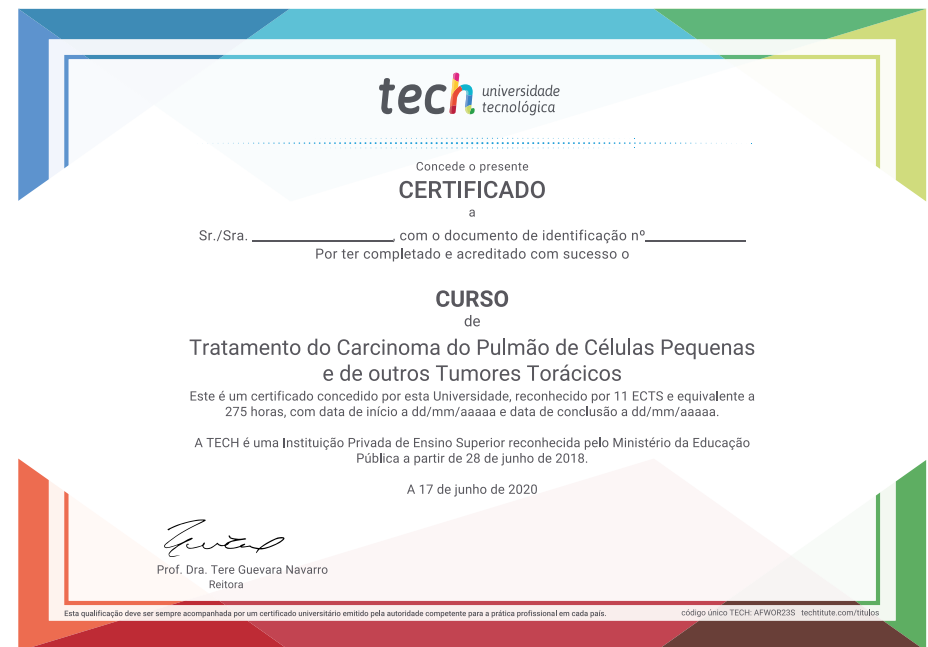 tech universidade
tecnológica
Concede o presente
CERTIFICADO
a
Sr./Sra. ____________________, com o documento de identificação nº______________
Por ter completado e acreditado com sucesso o
CURSO
de
Tratamento do Carcinoma do Pulmão de Células Pequenas
e de outros Tumores Torácicos
Este é um certificado concedido por esta Universidade, reconhecido por 11 ECTS e equivalente a
275 horas, com data de início a dd/mm/aaaaa e data de conclusão a dd/mm/aaaaa.
A TECH é uma Instituição Privada de Ensino Superior reconhecida pelo Ministério da Educação
Pública a partir de 28 de junho de 2018.
A 17 de junho de 2020
Prof. Dra. Tere Guevara Navarro
Reitora
Esta qualificação deve ser sempre acompanhada por um certificado universitário emitido pela autoridade competente para a prática profissional em cada país.
código único TECH: AFWOR23S techtitute.com/titulos